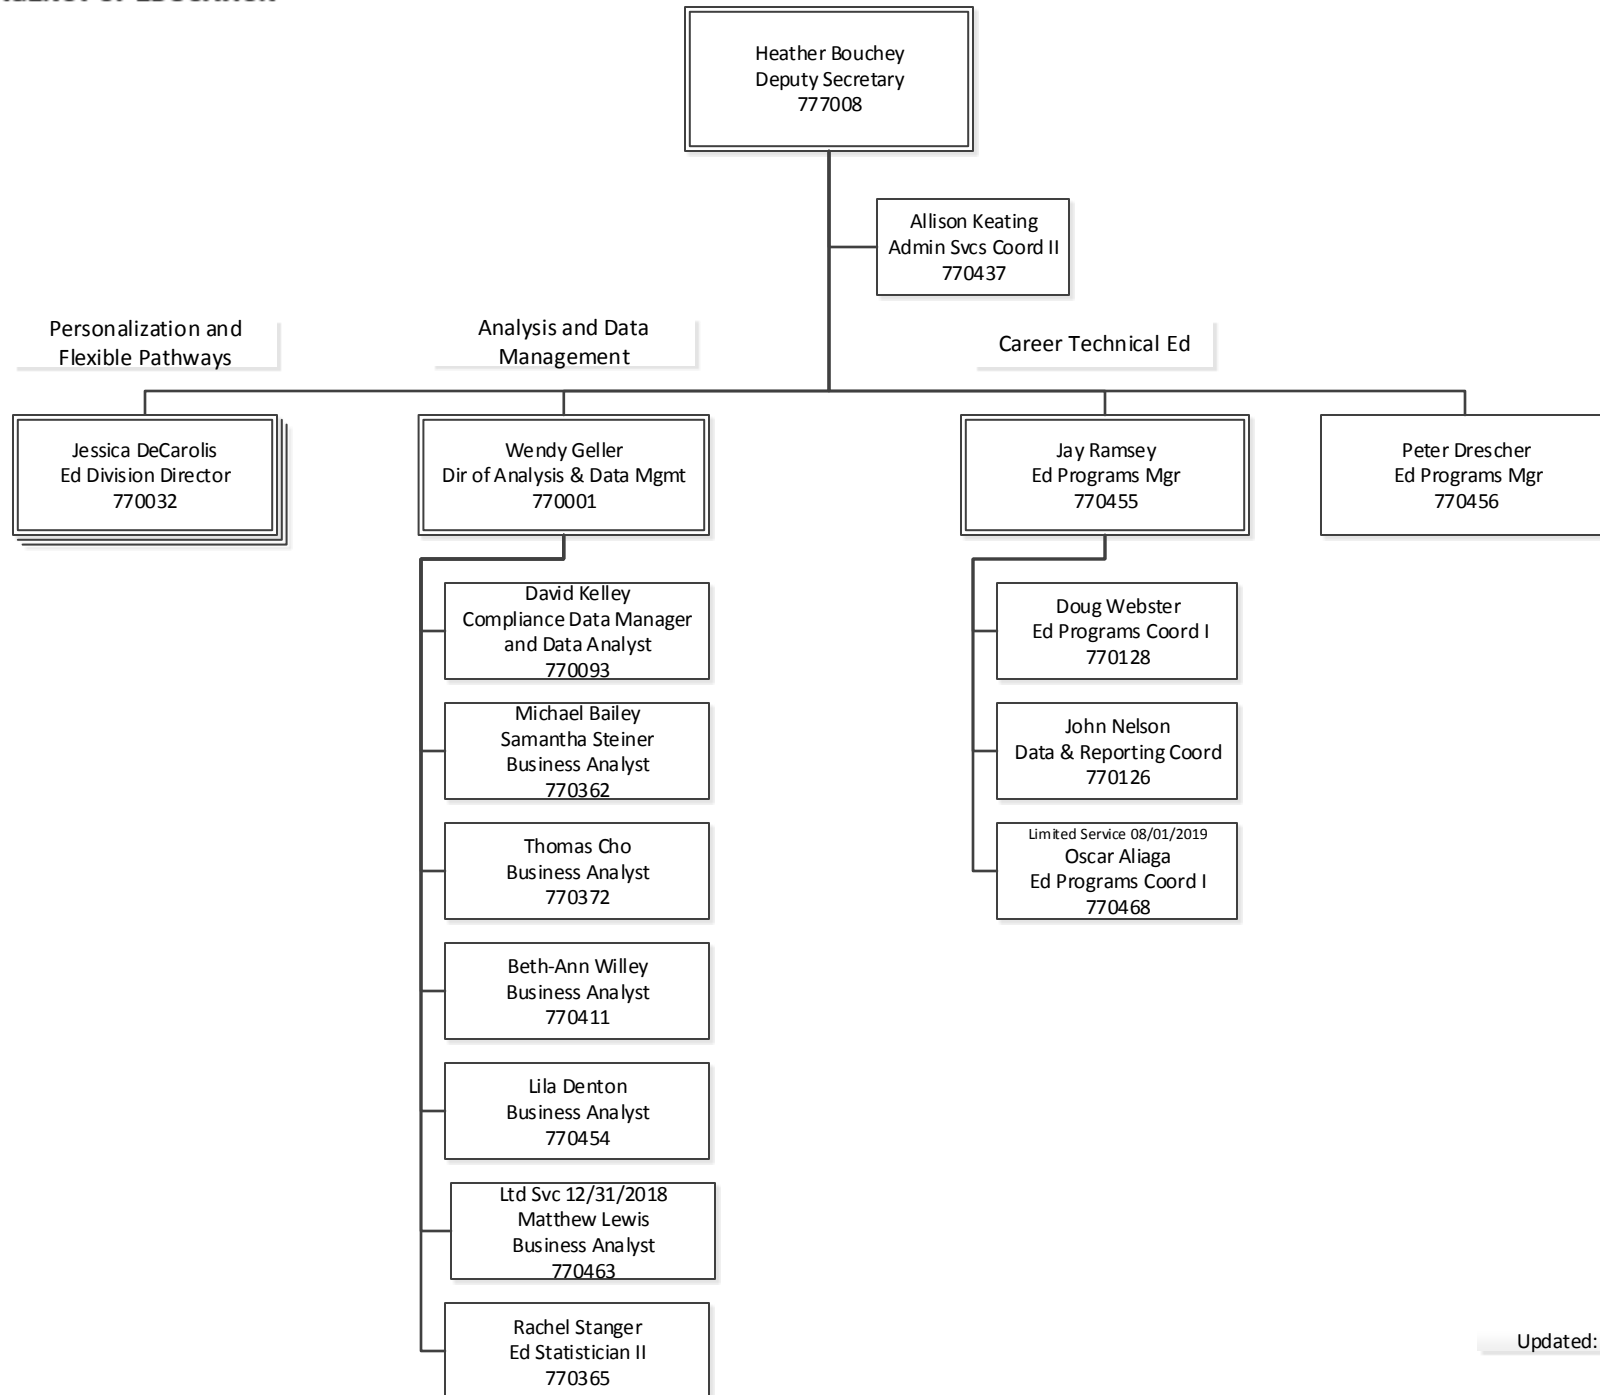 Heather Bouchey
Deputy Secretary
777008
Allison Keating
Admin Svcs Coord II
770437
Personalization and
Flexible Pathways
Analysis and Data
Management
Career Technical Ed
Jessica DeCarolis
Ed Division Director
770032
Wendy Geller
Dir of Analysis & Data Mgmt
770001
Jay Ramsey
Ed Programs Mgr
770455
Peter Drescher
Ed Programs Mgr
770456
David Kelley
Compliance Data Manager
and Data Analyst
770093
Michael Bailey
Samantha Steiner
Business Analyst
770362
Thomas Cho
Business Analyst
770372
Beth-Ann Willey
Business Analyst
770411
Lila Denton
Business Analyst
770454
Ltd Svc 12/31/2018
Matthew Lewis
Business Analyst
770463
Rachel Stanger
Ed Statistician II
770365
Doug Webster
Ed Programs Coord I
770128
John Nelson
Data & Reporting Coord
770126
Limited Service 08/01/2019
Oscar Aliaga
Ed Programs Coord I
770468
Updated: